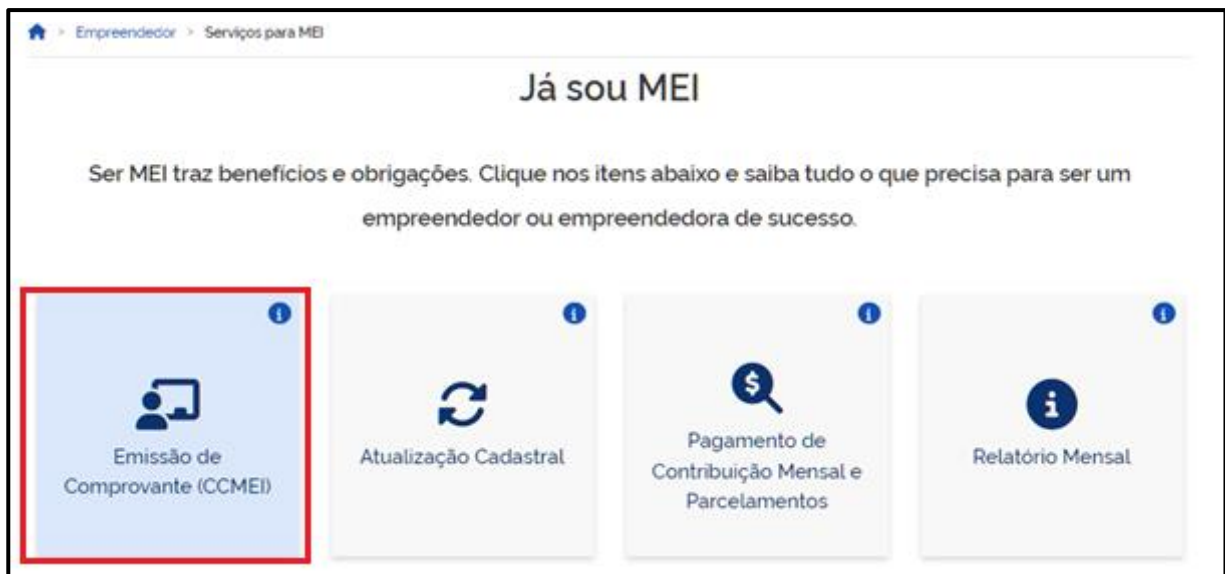 Empreendedor > Serviços para MEI
Já sou MEI
Ser MEI traz benefícios e obrigações. Clique nos itens abaixo e saiba tudo o que precisa para ser um
empreendedor ou empreendedora de sucesso.
Emissão de
Comprovante (CCMEI)
Atualização Cadastral
Pagamento de
Contribuição Mensal e
Parcelamentos
Relatório Mensal